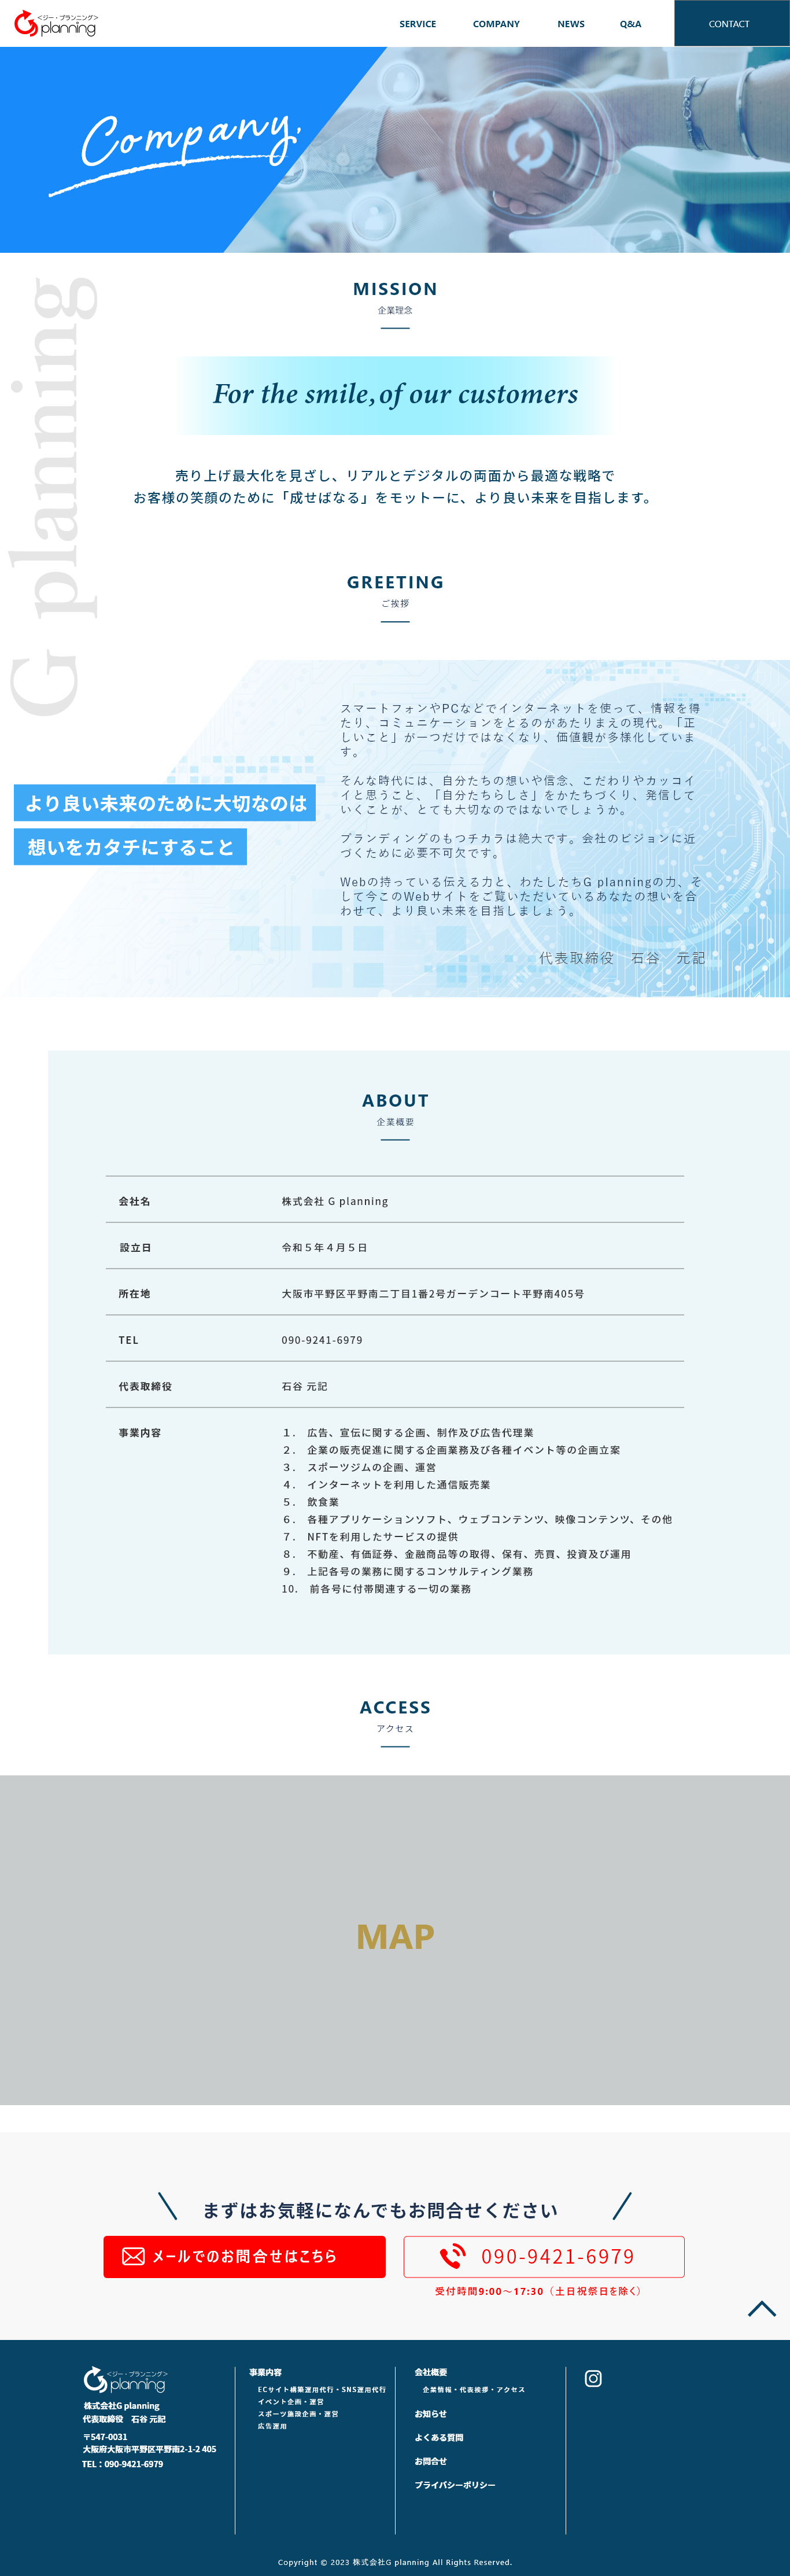 <ジー・プランニング>
planning
SERVICE
COMPANY
NEWS
Q&A
CONTACT
Company,
G planning
MISSION
企業理念
For the smile, of our customers
売り上げ最大化を見ざし、リアルとデジタルの両面から最適な戦略で
お客様の笑顔のために「成せばなる」をモットーに、より良い未来を目指します。
GREETING
ご挨拶
より良い未来のために大切なのは
想いをカタチにすること
スマートフォンやPCなどでインターネットを使って、情報を得
たり、コミュニケーションをとるのがあたりまえの現代。「正
しいこと」が一つだけではなくなり、価値観が多様化していま
す。
そんな時代には、自分たちの想いや信念、こだわりやカッコイ
イと思うこと、「自分たちらしさ」をかたちづくり、発信して
いくことが、とても大切なのではないでしょうか。
ブランディングのもつチカラは絶大です。会社のビジョンに近
づくために必要不可欠です。
Webの持っている伝える力と、わたしたちG planningの力、そ
して今このWebサイトをご覧いただいているあなたの想いを合
わせて、より良い未来を目指しましょう。
代表取締役　石谷　元記
ABOUT
企業概要
会社名
株式会社 G planning
設立日
令和５年４月５日
所在地
大阪市平野区平野南二丁目1番2号ガーデンコート平野南405号
TEL
090-9241-6979
代表取締役
石谷 元記
事業内容
１.　広告、宣伝に関する企画、制作及び広告代理業
２.　企業の販売促進に関する企画業務及び各種イベント等の企画立案
３.　スポーツジムの企画、運営
４.　インターネットを利用した通信販売業
５.　飲食業
６.　各種アプリケーションソフト、ウェブコンテンツ、映像コンテンツ、その他
７.　NFTを利用したサービスの提供
８.　不動産、有価証券、金融商品等の取得、保有、売買、投資及び運用
９.　上記各号の業務に関するコンサルティング業務
10.　前各号に付帯関連する一切の業務
ACCESS
アクセス
MAP
まずはお気軽になんでもお問合せください
メールでのお問合せはこちら
090-9421-6979
受付時間9:00～17:30（土日祝祭日を除く）
<ジー・プランニング>
planning
株式会社G planning
代表取締役　石谷 元記
〒547-0031
大阪府大阪市平野区平野南2-1-2 405
TEL：090-9421-6979
事業内容
ECサイト構築運用代行・SNS運用代行
イベント企画・運営
スポーツ施設企画・運営
広告運用
会社概要
企業情報・代表挨拶・アクセス
お知らせ
よくある質問
お問合せ
プライバシーポリシー
Copyright © 2023 株式会社G planning All Rights Reserved.